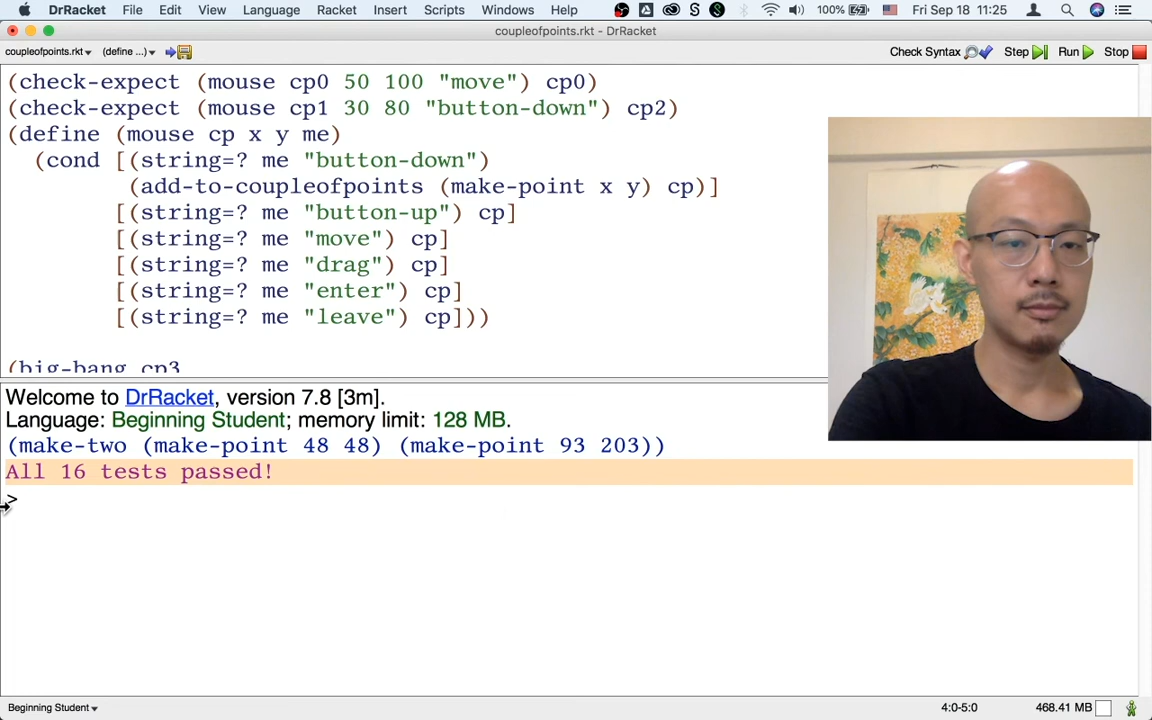 DrRacket File Edit View Language Racket Insert Scripts Windows Help 100% Fri Sep 18 11:25
coupleofpoints.rkt - DrRacket
coupleofpoints.rkt (define ...) Check Syntax Step Run Stop
(check-expect (mouse cp0 50 100 "move") cp0)
(check-expect (mouse cp1 30 80 "button-down") cp2)
(define (mouse cp x y me)
(cond [(string=? me "button-down")
(add-to-coupleofpoints (make-point x y) cp)]
[(string=? me "button-up") cp]
[(string=? me "move") cp]
[(string=? me "drag") cp]
[(string=? me "enter") cp]
[(string=? me "leave") cp]))
(big-bang cp3
Welcome to DrRacket, version 7.8 [3m].
Language: Beginning Student; memory limit: 128 MB.
(make-two (make-point 48 48) (make-point 93 203))
All 16 tests passed!
>
Beginning Student 4:0-5:0 468.41 MB